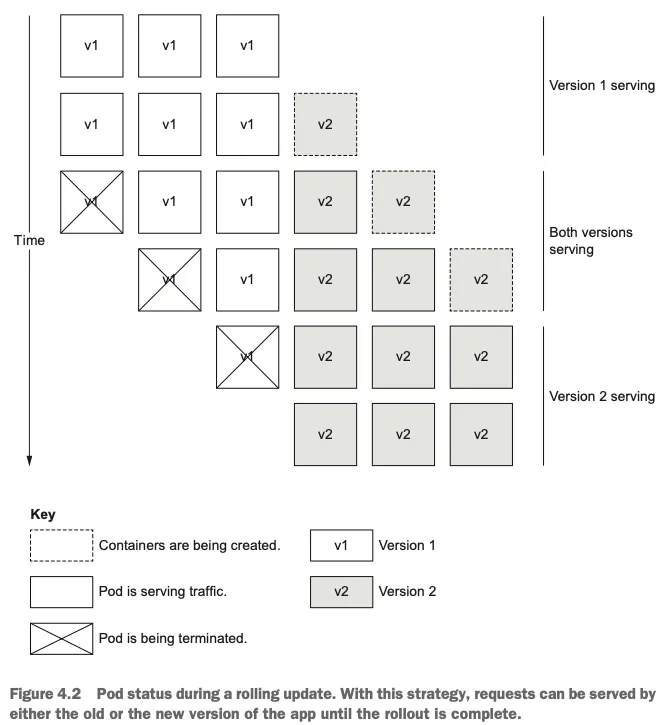 v1 v1 v1
Version 1 serving
v1 v1 v1 v2
v1 v1 v1 v2 v2
Time
Both versions
serving
v1 v1 v2 v2 v2
v1 v2 v2 v2
Version 2 serving
v2 v2 v2
Key
Containers are being created.
v1 Version 1
Pod is serving traffic.
v2 Version 2
Pod is being terminated.
Figure 4.2 Pod status during a rolling update. With this strategy, requests can be served by
either the old or the new version of the app until the rollout is complete.